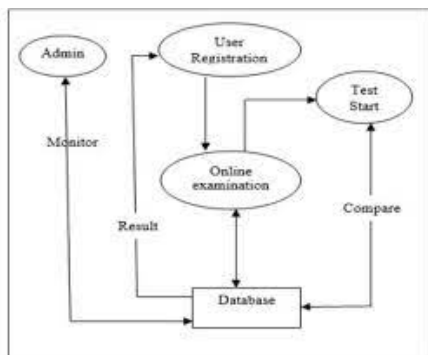 User
Registration
Admin
Test
Start
Monitor
Online
examination
Compare
Result
Database